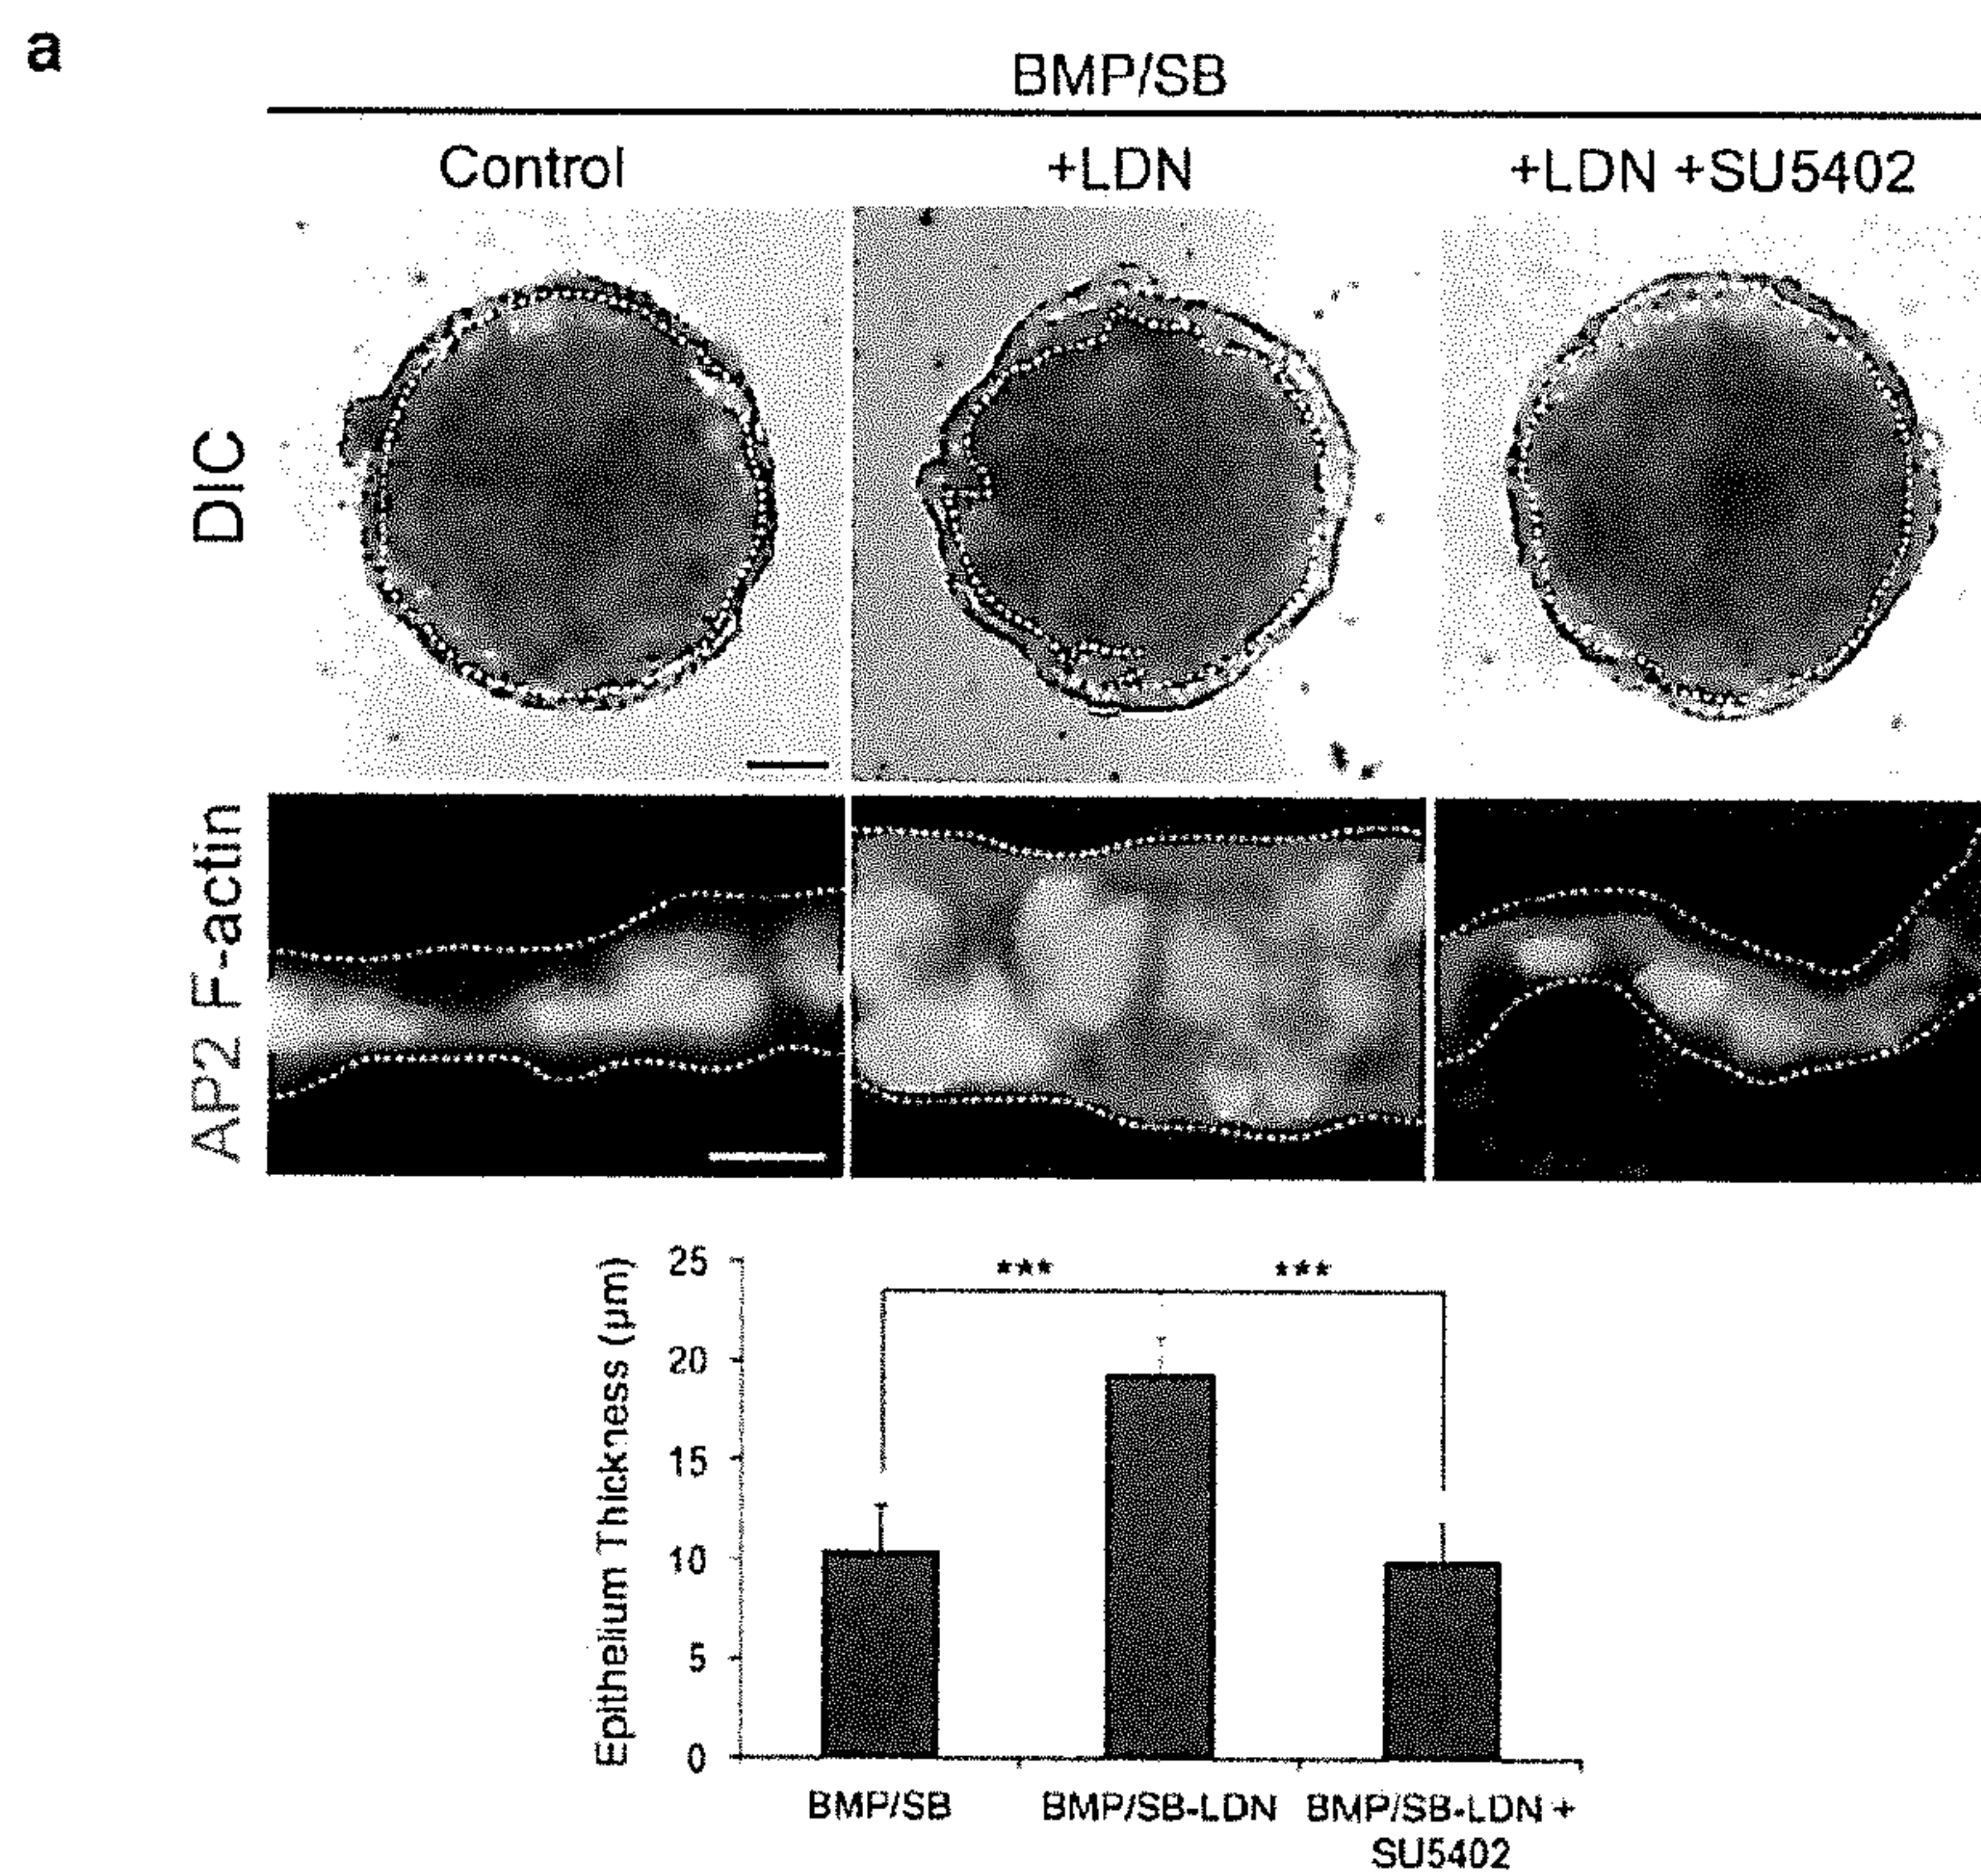 a
BMP/SB
Control +LDN +LDN +SU5402
DIC
AP2 F-actin
Epithelium Thickness (μm)
25
20
15
10
5
0
*** ***
BMP/SB BMP/SB-LDN BMP/SB-LDN +
SU5402